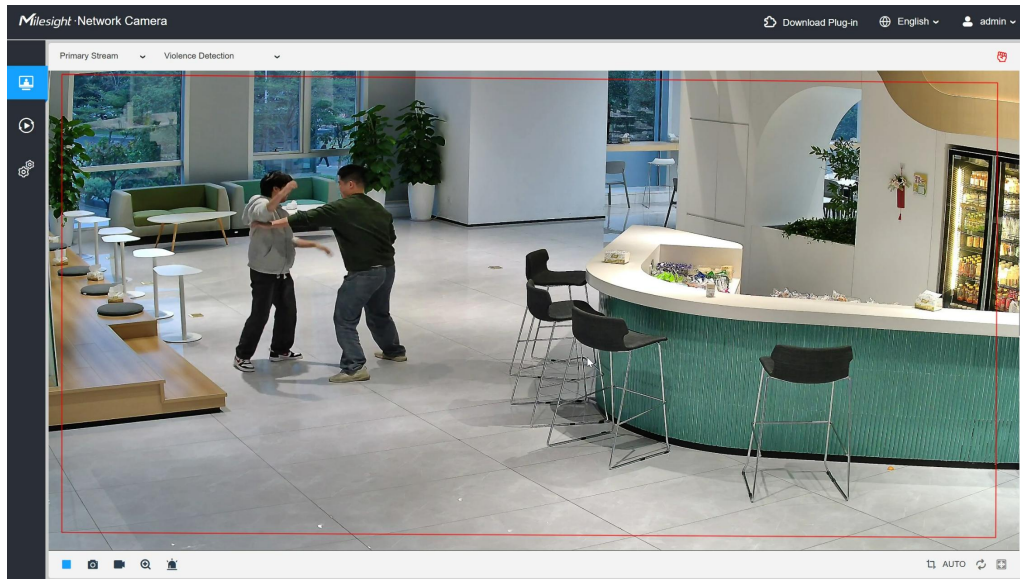 Milesight · Network Camera
Download Plug-in
English
admin
Primary Stream
Violence Detection
AUTO